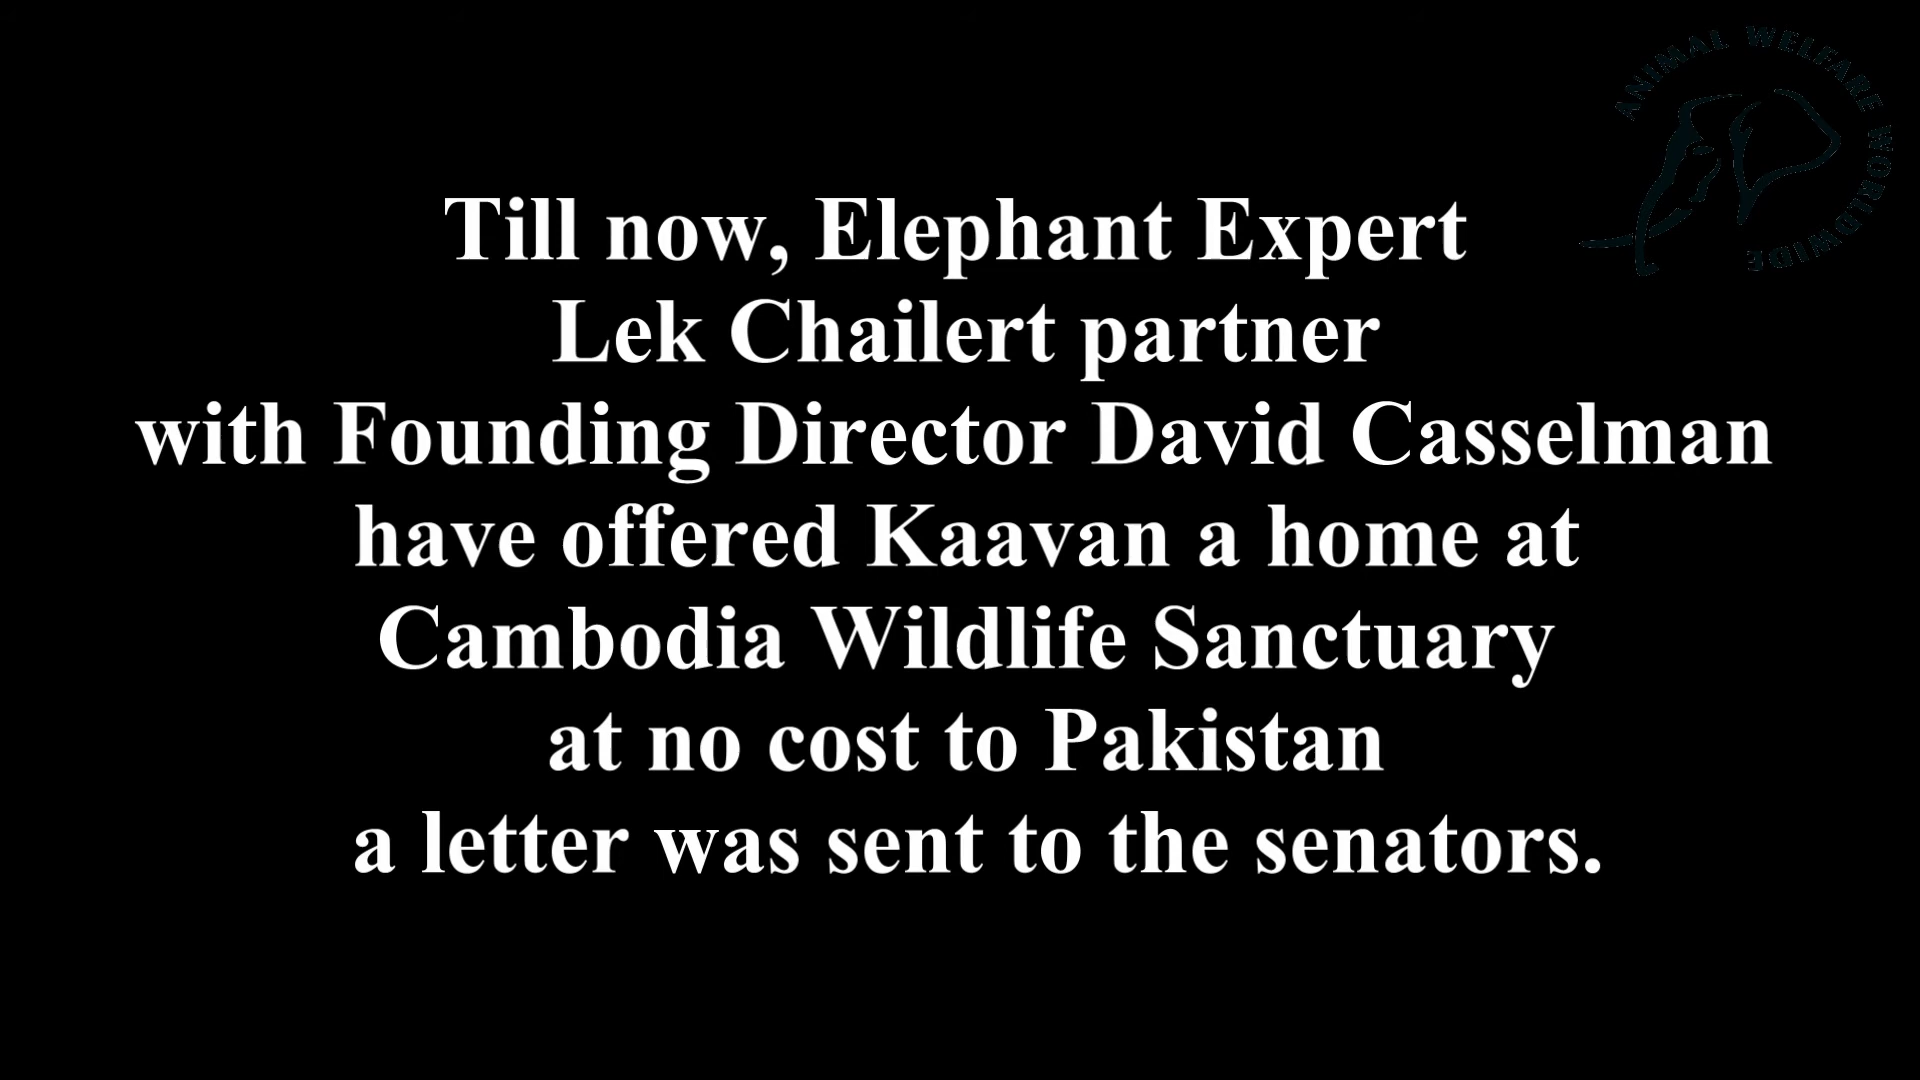 ANIMAL WELFARE WORLDWIDE
Till now, Elephant Expert
Lek Chailert partner
with Founding Director David Casselman
have offered Kaavan a home at
Cambodia Wildlife Sanctuary
at no cost to Pakistan
a letter was sent to the senators.